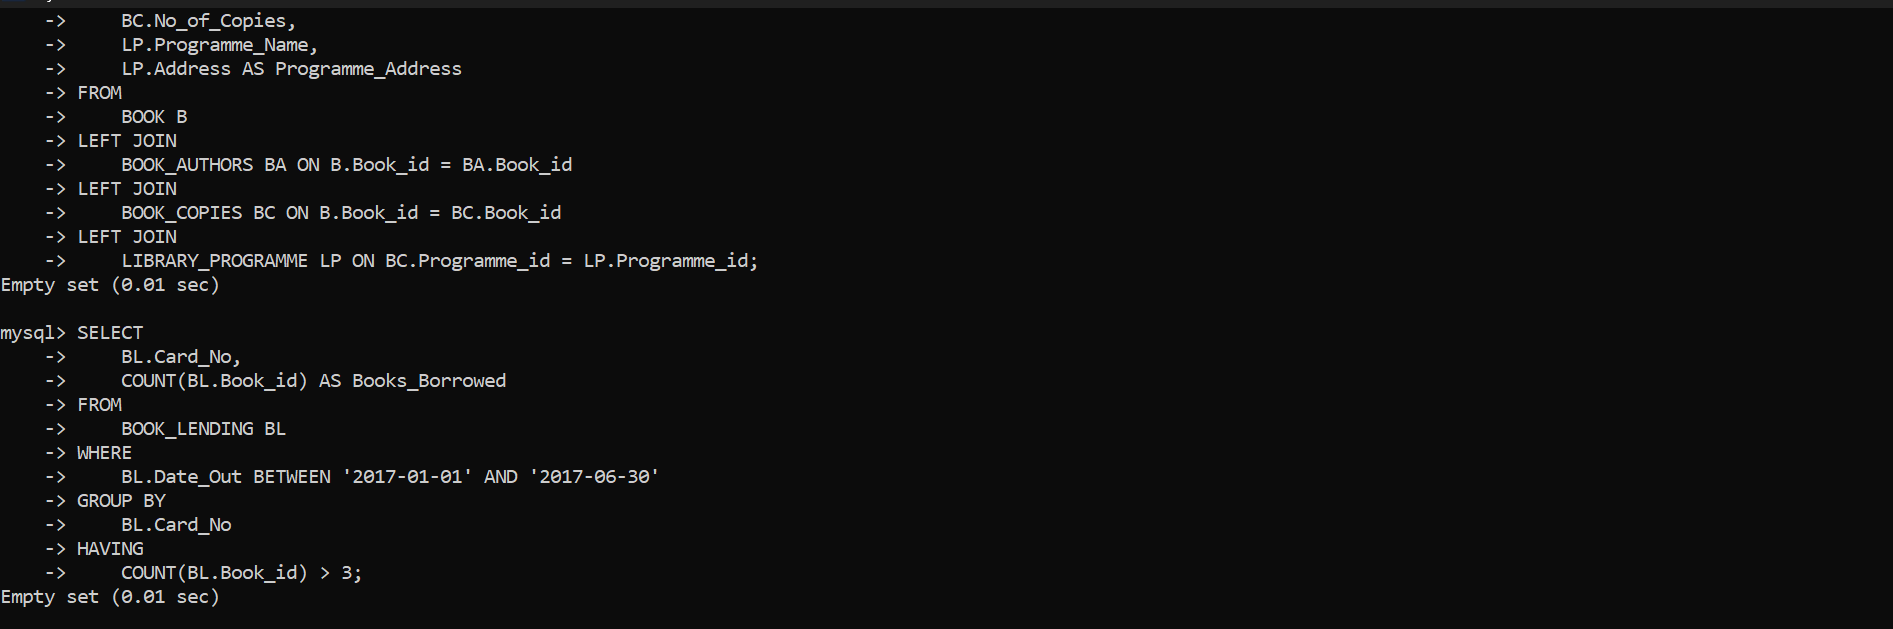 -> BC.No_of_Copies,
-> LP.Programme_Name,
-> LP.Address AS Programme_Address
-> FROM
-> BOOK B
-> LEFT JOIN
-> BOOK_AUTHORS BA ON B.Book_id = BA.Book_id
-> LEFT JOIN
-> BOOK_COPIES BC ON B.Book_id = BC.Book_id
-> LEFT JOIN
-> LIBRARY_PROGRAMME LP ON BC.Programme_id = LP.Programme_id;
Empty set (0.01 sec)
mysql> SELECT
-> BL.Card_No,
-> COUNT(BL.Book_id) AS Books_Borrowed
-> FROM
-> BOOK_LENDING BL
-> WHERE
-> BL.Date_Out BETWEEN '2017-01-01' AND '2017-06-30'
-> GROUP BY
-> BL.Card_No
-> HAVING
-> COUNT(BL.Book_id) > 3;
Empty set (0.01 sec)